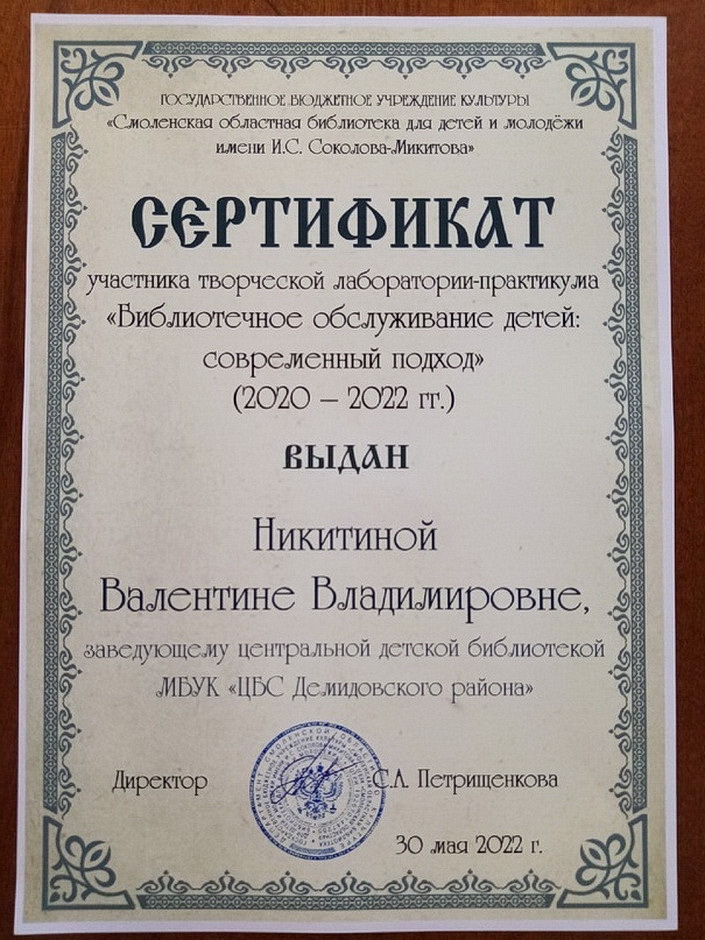 ГОСУДАРСТВЕННОЕ БЮДЖЕТНОЕ УЧРЕЖДЕНИЕ КУЛЬТУРЫ
«Смоленская областная библиотека для детей и молодёжи
имени И.С. Соколова-Микитова»
СЕРТИФИКАТ
участника творческой лаборатории-практикума
«Библиотечное обслуживание детей:
современный подход»
(2020 – 2022 гг.)
ВЫДАН
Никитиной
Валентине Владимировне,
заведующему центральной детской библиотекой
МБУК «ЦБС Демидовского района»
Директор С.А. Петрищенкова
30 мая 2022 г.